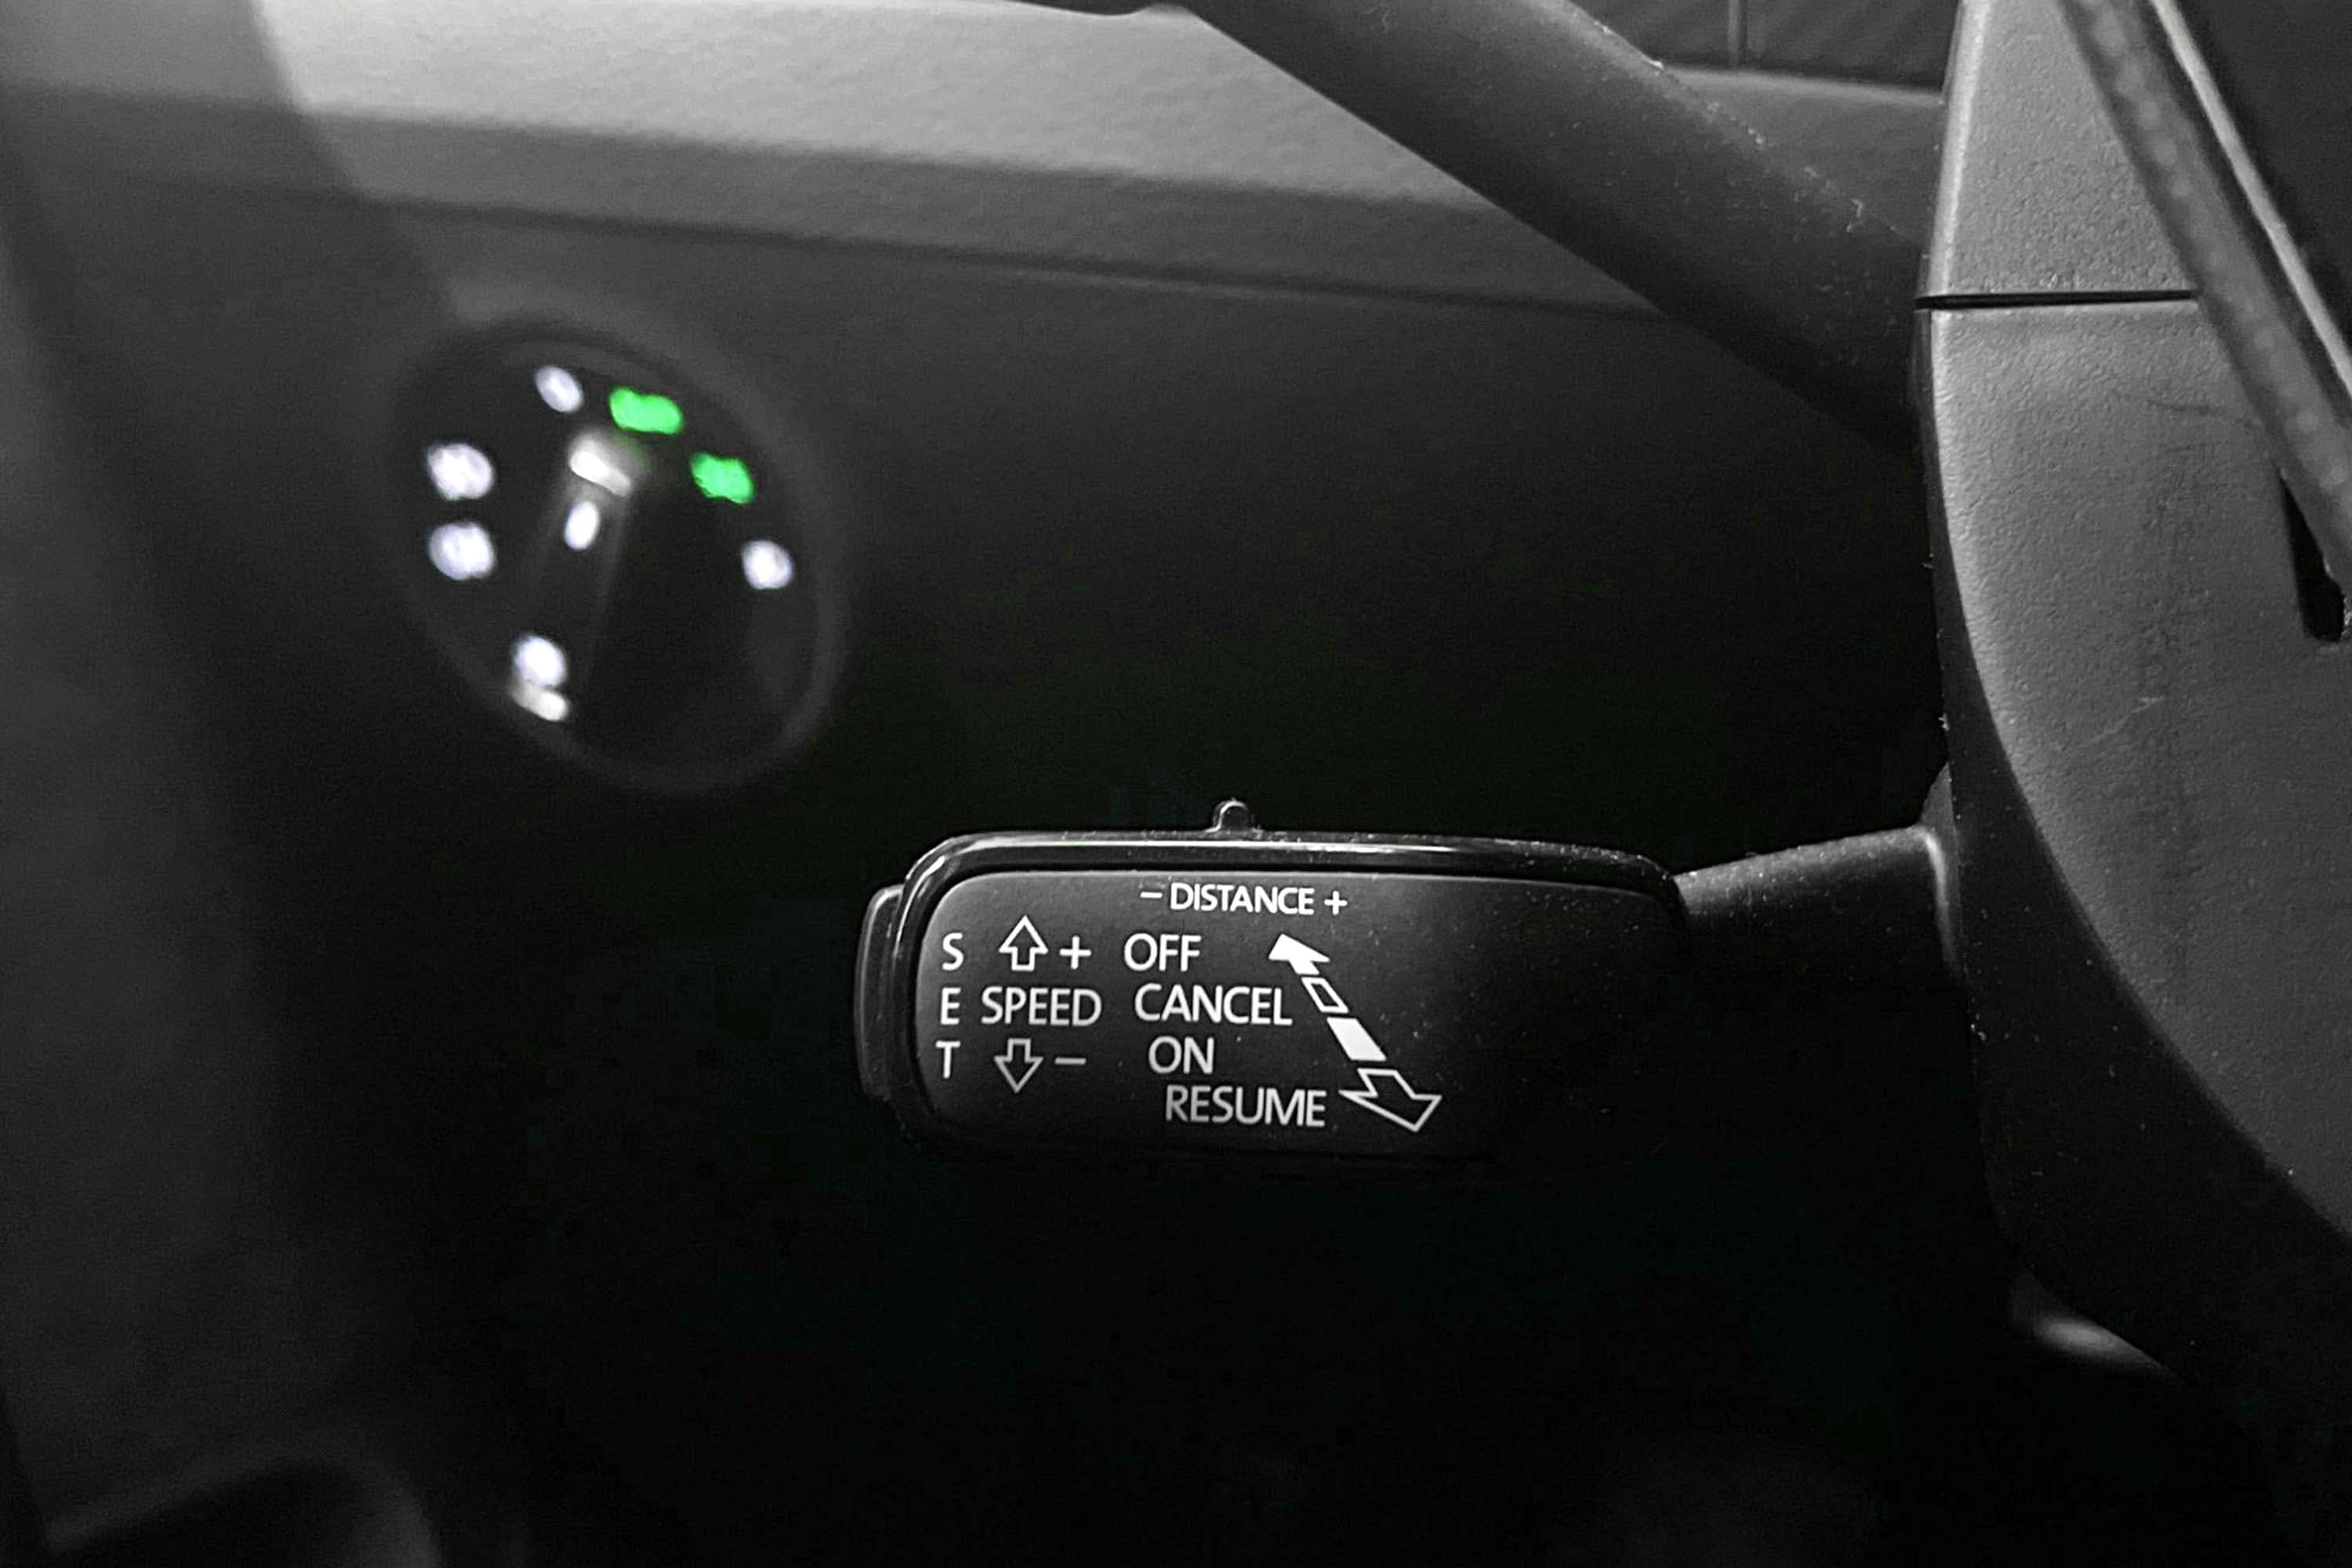 – DISTANCE +
S + OFF
E SPEED CANCEL
T – ON
RESUME